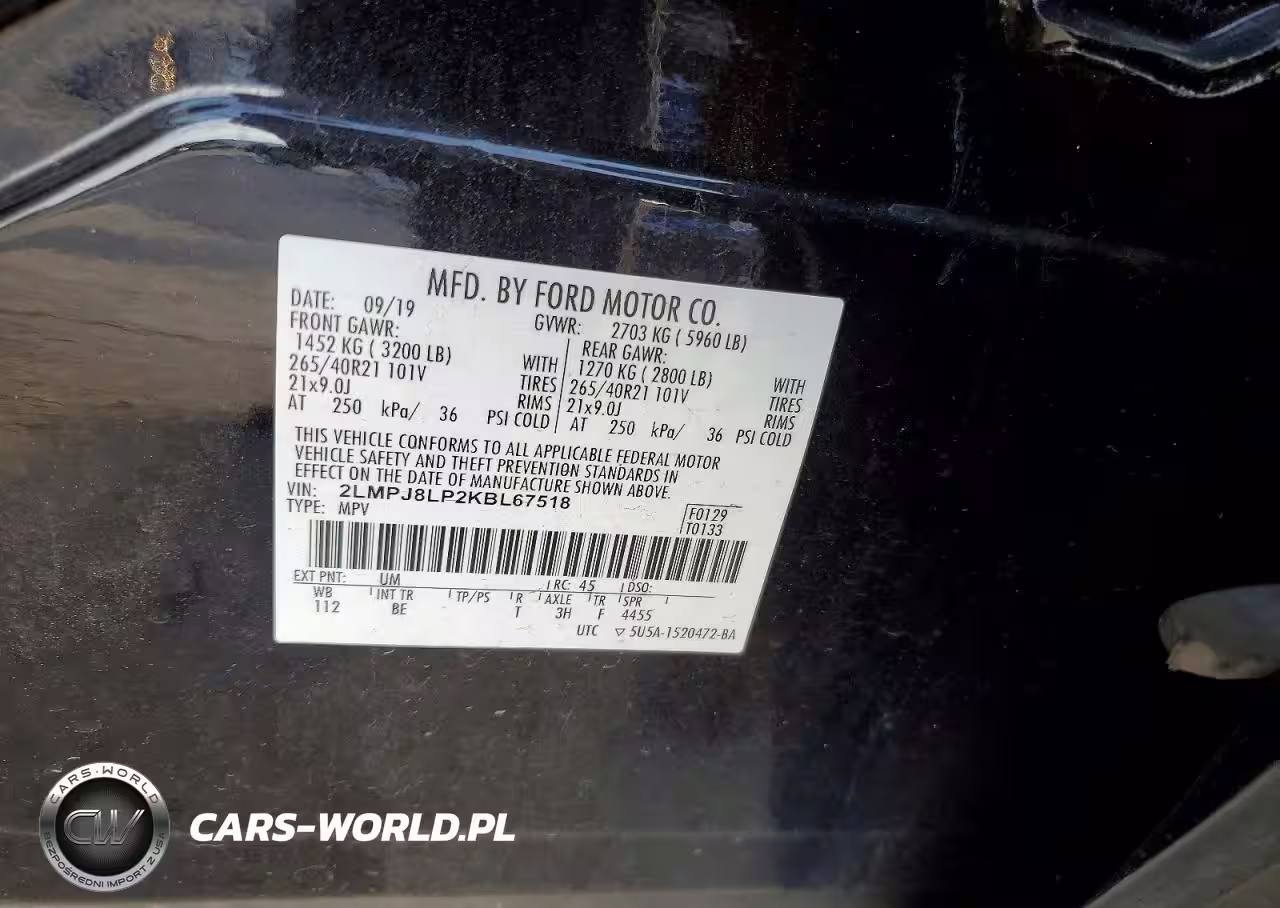 MFD. BY FORD MOTOR CO.
DATE: 09/19 GVWR: 2703 KG ( 5960 LB)
FRONT GAWR: REAR GAWR:
1452 KG ( 3200 LB) WITH 1270 KG ( 2800 LB) WITH
265/40R21 101V TIRES 265/40R21 101V TIRES
21x9.0J RIMS 21x9.0J RIMS
AT 250 kPa/ 36 PSI COLD AT 250 kPa/ 36 PSI COLD
THIS VEHICLE CONFORMS TO ALL APPLICABLE FEDERAL MOTOR
VEHICLE SAFETY AND THEFT PREVENTION STANDARDS IN
EFFECT ON THE DATE OF MANUFACTURE SHOWN ABOVE.
VIN: 2LMPJ8LP2KBL67518
TYPE: MPV F0129
T0133
EXT PNT: UM RC: 45 DSO:
WB INT TR TP/PS R AXLE TR SPR
112 BE T 3H F 4455
UTC ▽ 5U5A-1520472-BA
CARS-WORLD
CW
BEZPOŚREDNI IMPORT Z USA
CARS-WORLD.PL